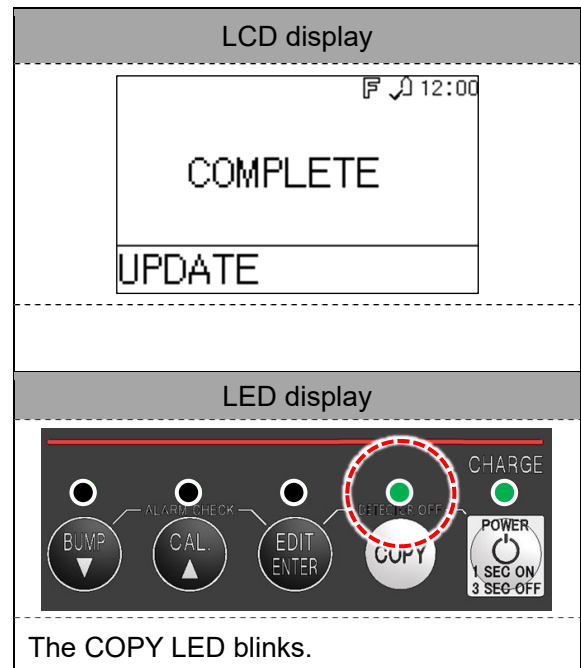 LCD display
F 12:00
COMPLETE
UPDATE
LED display
CHARGE
ALARM CHECK
DETECTOR OFF
BUMP
CAL.
EDIT
ENTER
COPY
POWER
1 SEC ON
3 SEC OFF
The COPY LED blinks.